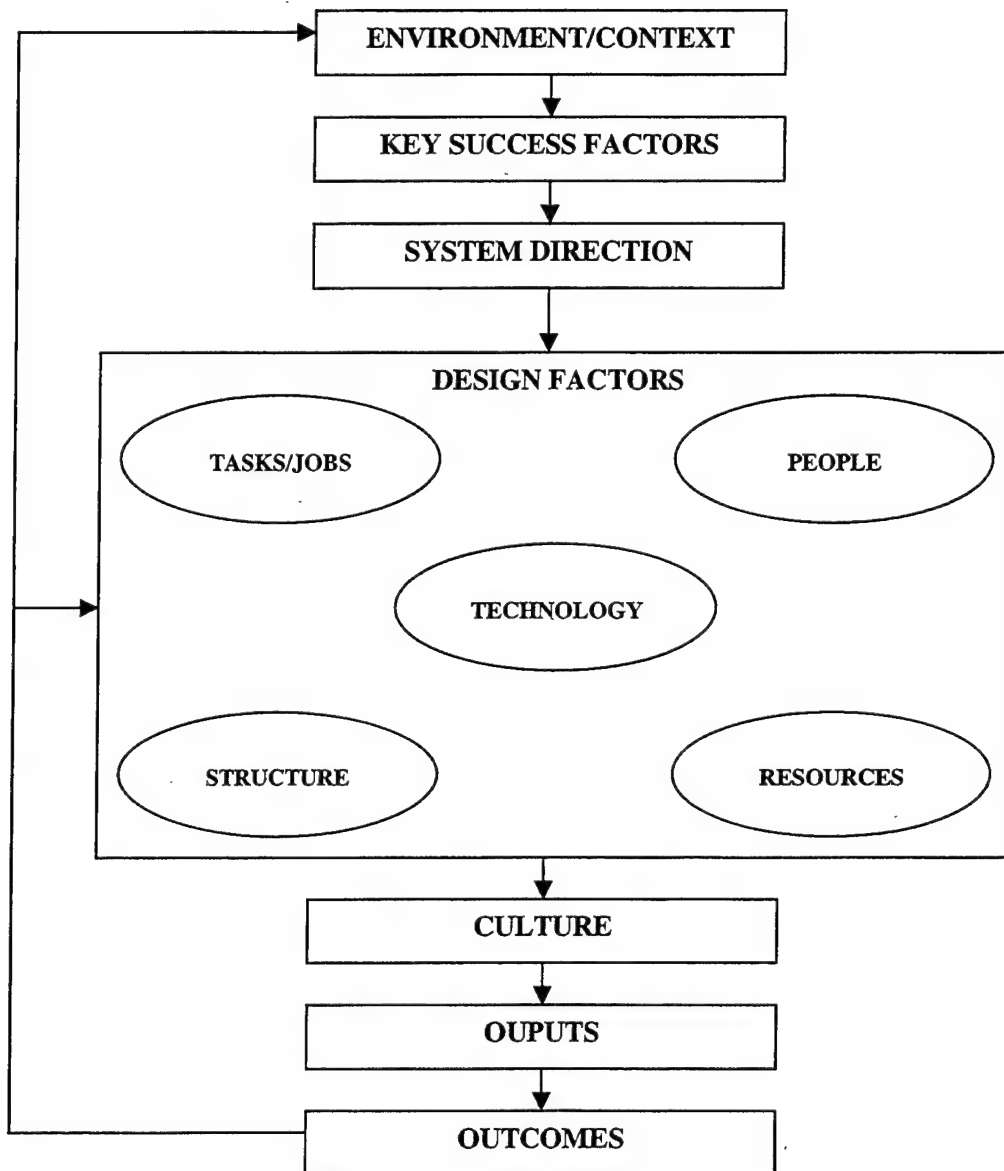 ENVIRONMENT/CONTEXT
KEY SUCCESS FACTORS
SYSTEM DIRECTION
DESIGN FACTORS
TASKS/JOBS
PEOPLE
TECHNOLOGY
STRUCTURE
RESOURCES
CULTURE
OUPUTS
OUTCOMES